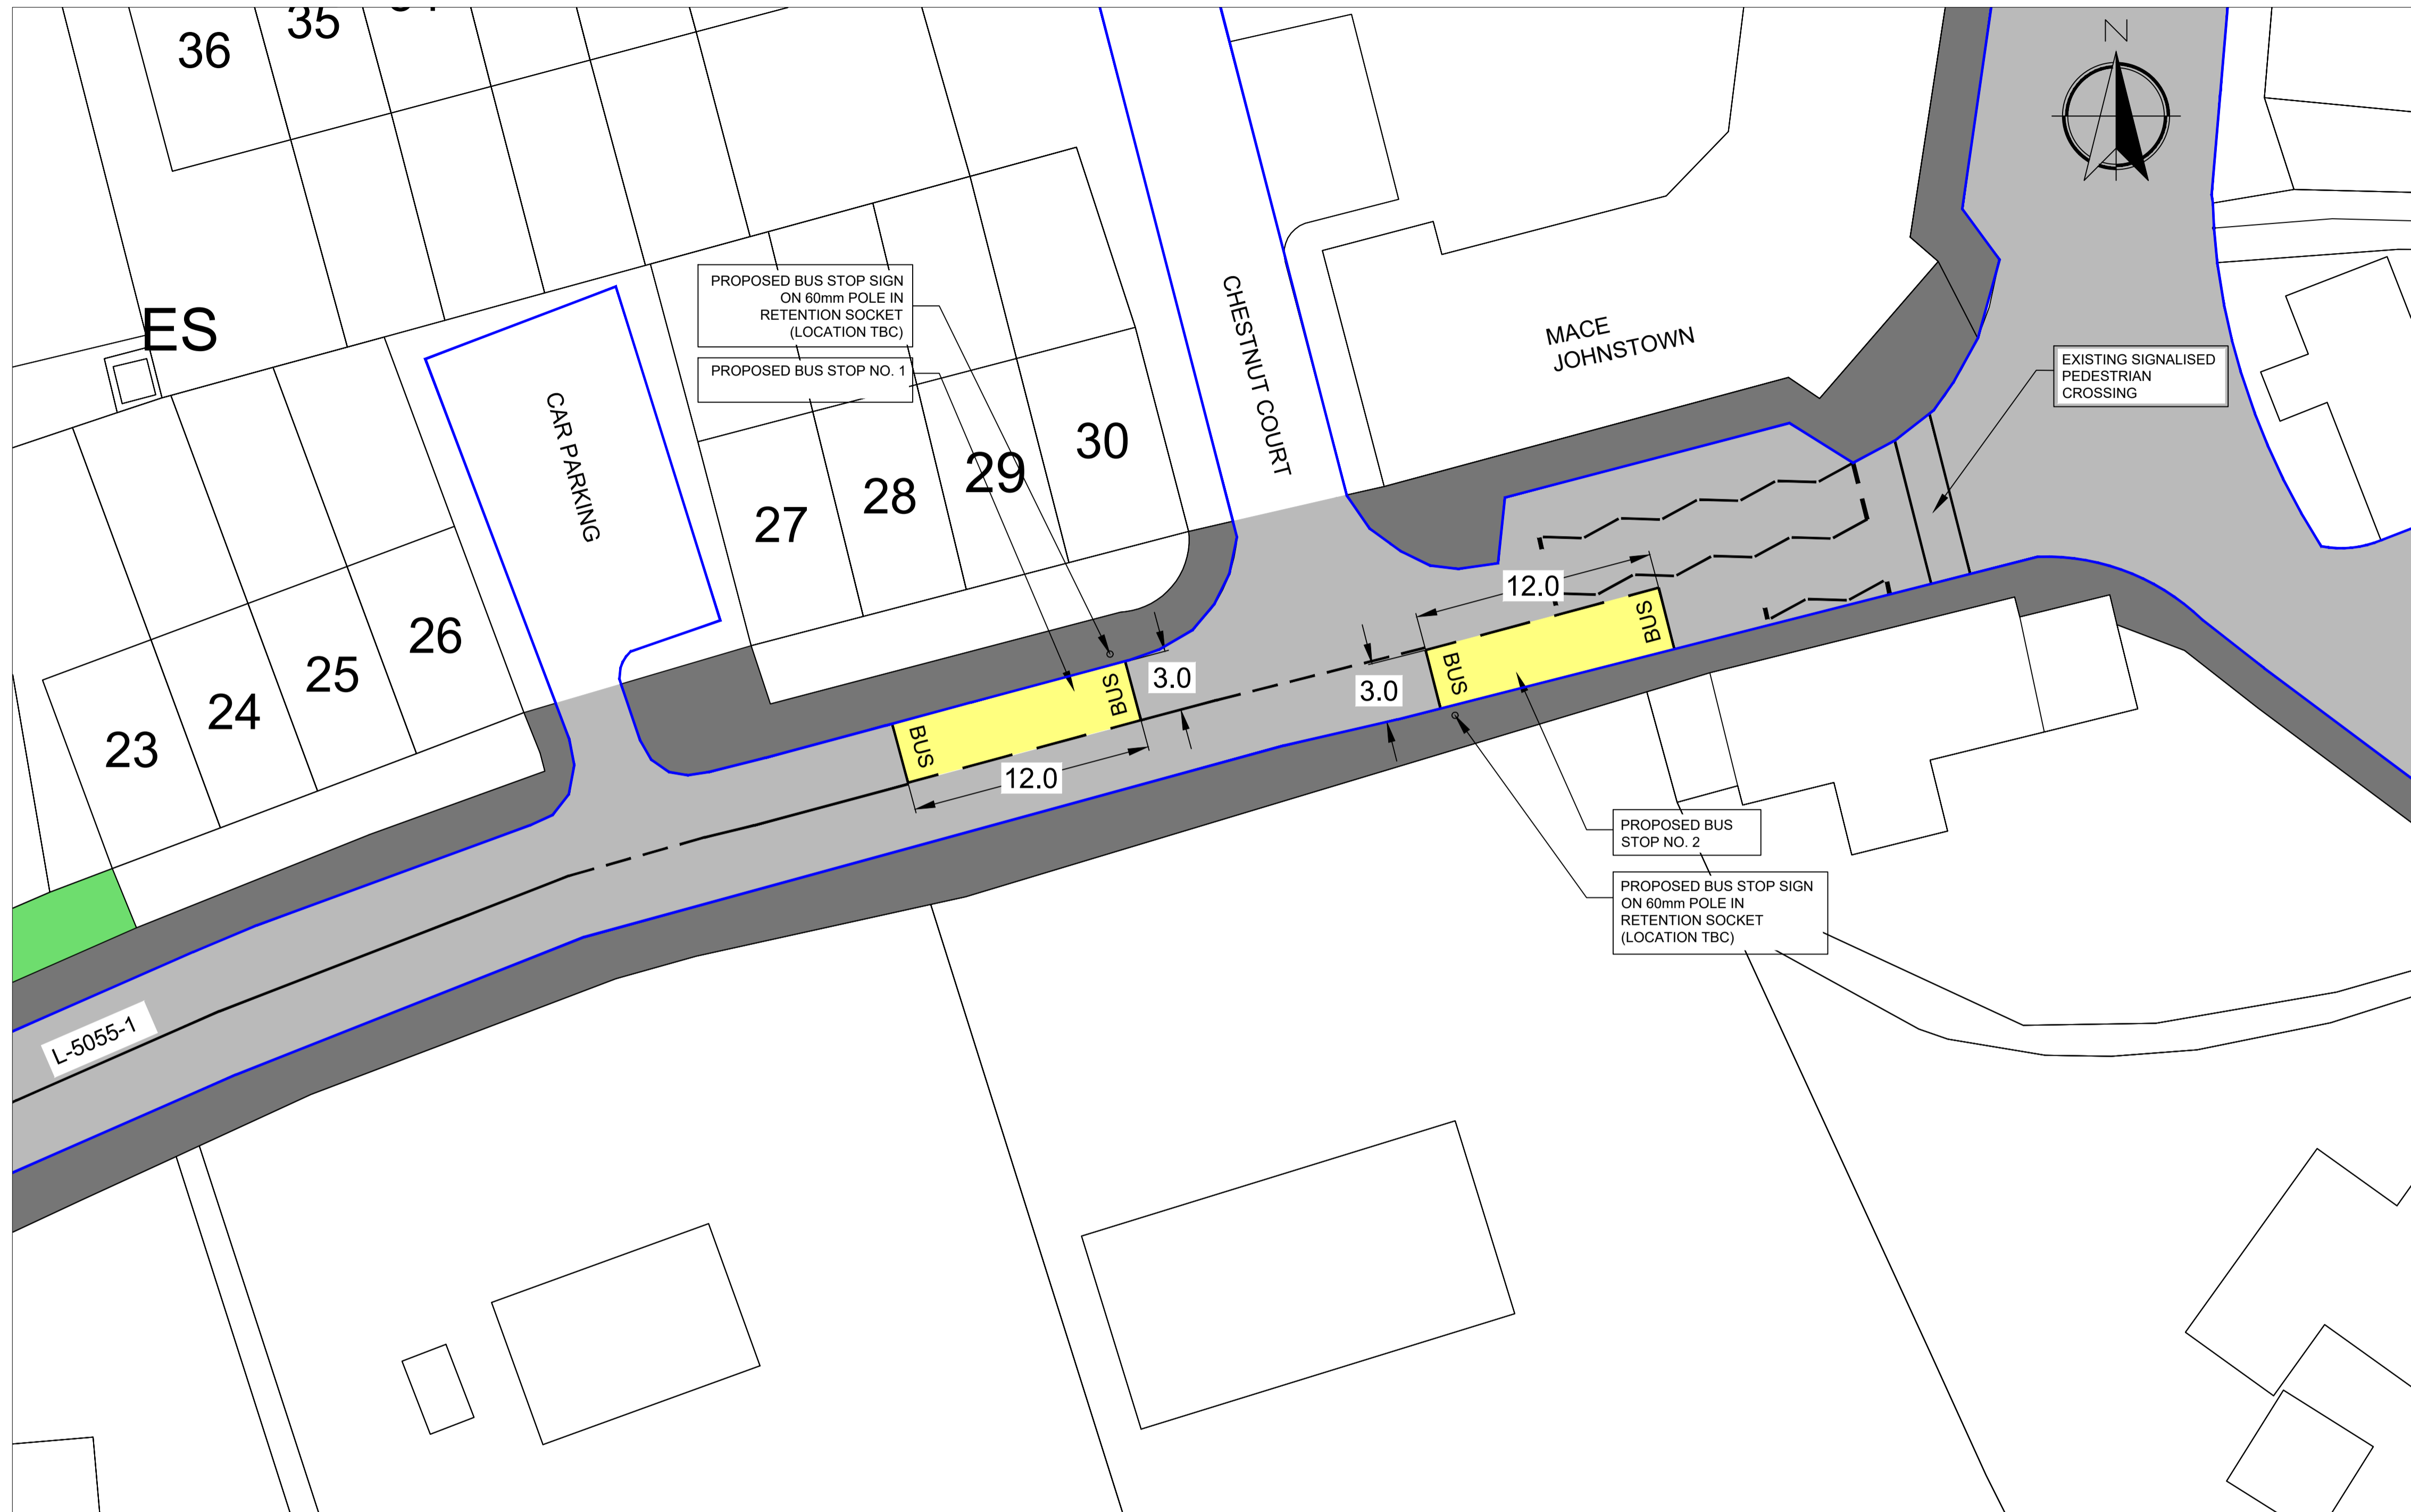 36
35
N
ES
PROPOSED BUS STOP SIGN
ON 60mm POLE IN
RETENTION SOCKET
(LOCATION TBC)
PROPOSED BUS STOP NO. 1
CAR PARKING
CHESTNUT COURT
MACE
JOHNSTOWN
EXISTING SIGNALISED
PEDESTRIAN
CROSSING
23
24
25
26
27
28
29
30
BUS
BUS
12.0
3.0
3.0
12.0
BUS
BUS
PROPOSED BUS
STOP NO. 2
PROPOSED BUS STOP SIGN
ON 60mm POLE IN
RETENTION SOCKET
(LOCATION TBC)
L-5055-1